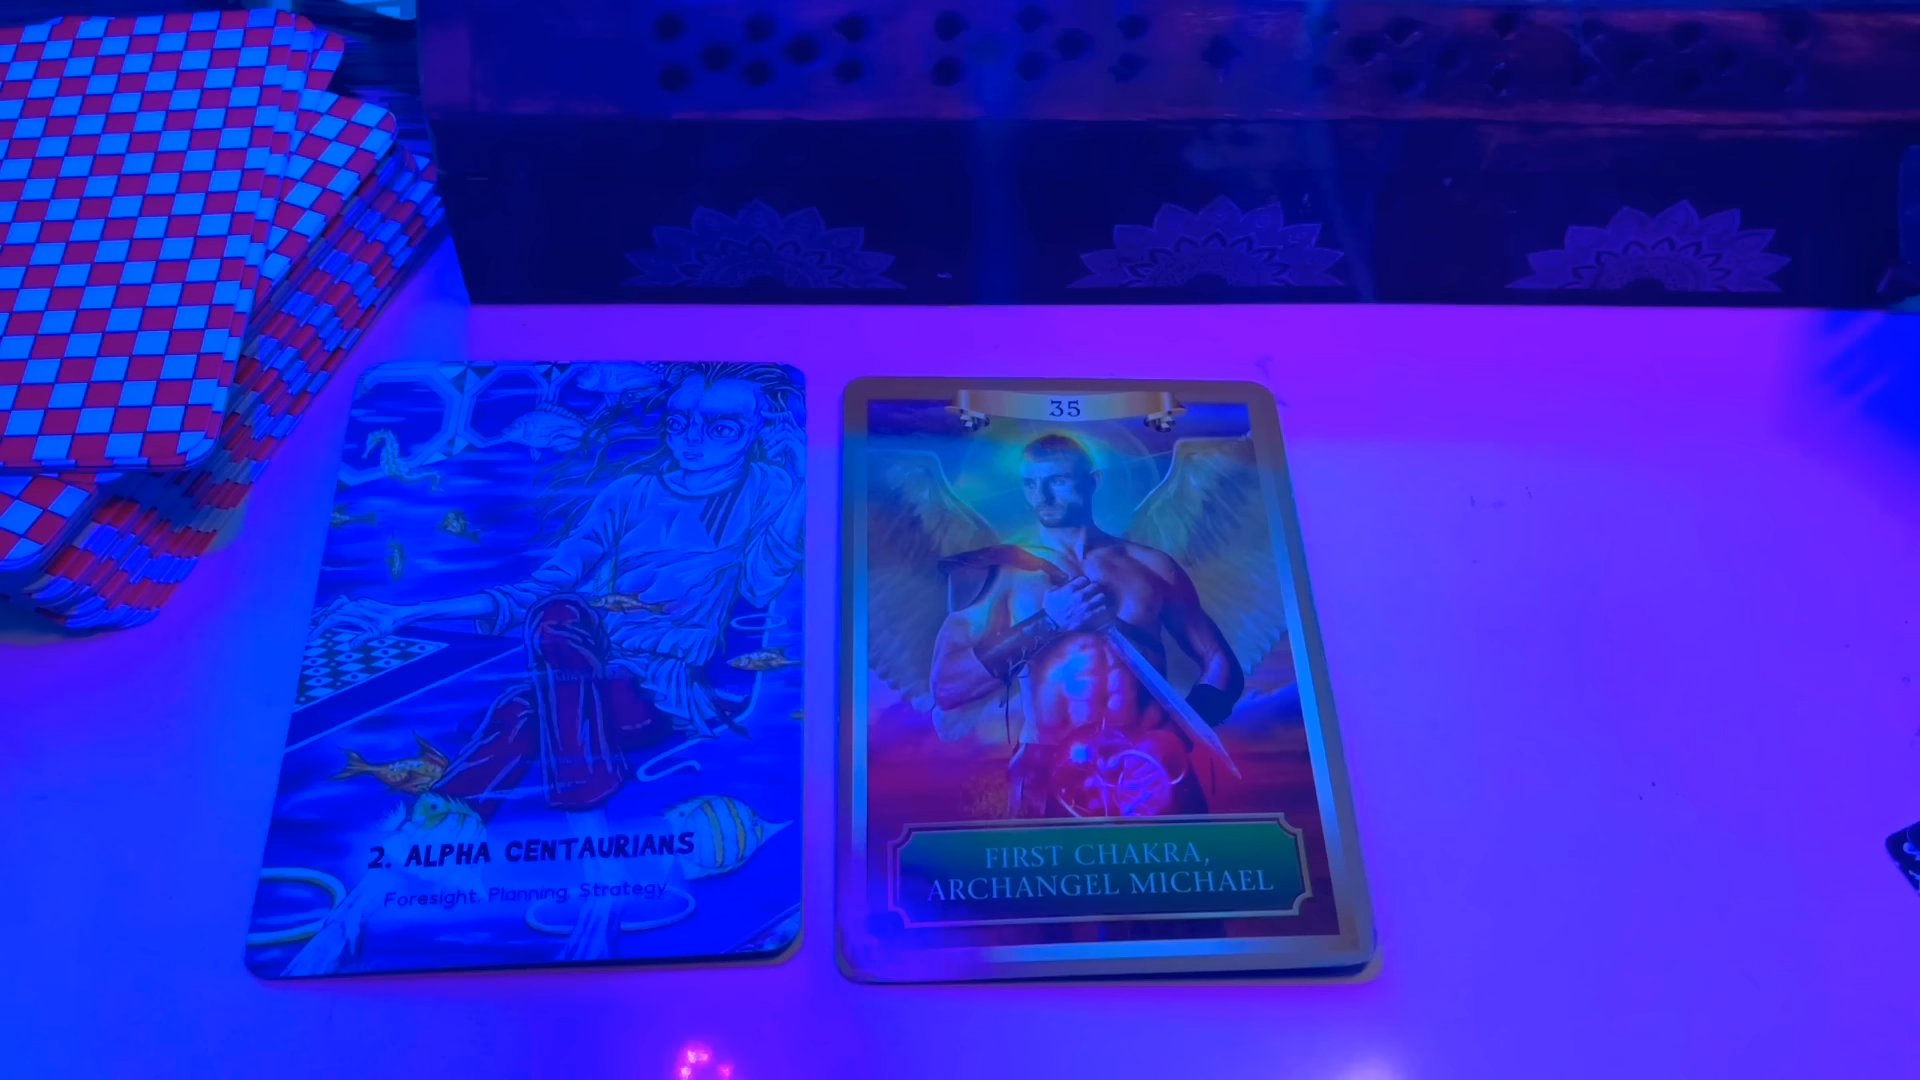 2. ALPHA CENTAURIANS
Foresight. Planning. Strategy
35
FIRST CHAKRA,
ARCHANGEL MICHAEL